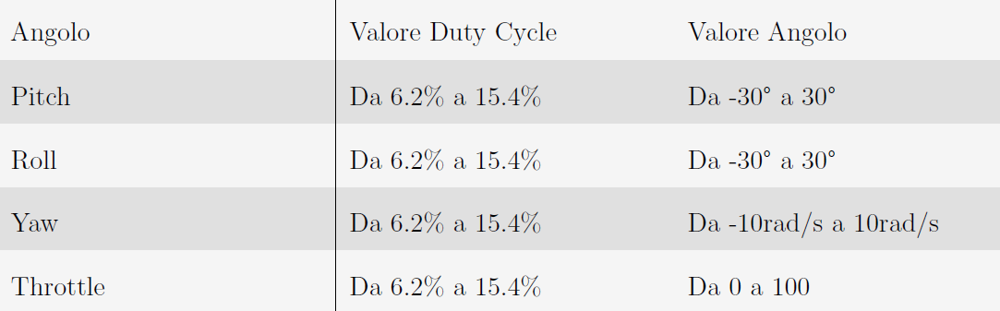 Angolo Valore Duty Cycle Valore Angolo
Pitch Da 6.2% a 15.4% Da -30° a 30°
Roll Da 6.2% a 15.4% Da -30° a 30°
Yaw Da 6.2% a 15.4% Da -10rad/s a 10rad/s
Throttle Da 6.2% a 15.4% Da 0 a 100